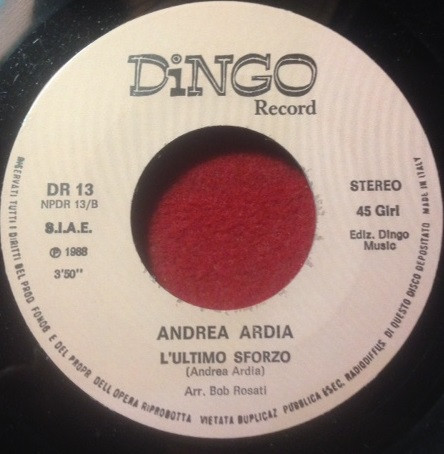 DiNGO
Record
DR 13
NPDR 13/B
S.I.A.E.
℗ 1988
3'50"
STEREO
45 Giri
Ediz. Dingo
Music
ANDREA ARDIA
L'ULTIMO SFORZO
(Andrea Ardia)
Arr. Bob Rosati
RISERVATI TUTTI I DIRITTI DEL PROD. FONOG E DEL PROPR DELL OPERA RIPRODOTTA VIETATA DUPLICAZ PUBBLICA ESEC. RADIODIFFUS DI QUESTO DISCO DEPOSITATO MADE IN ITALY